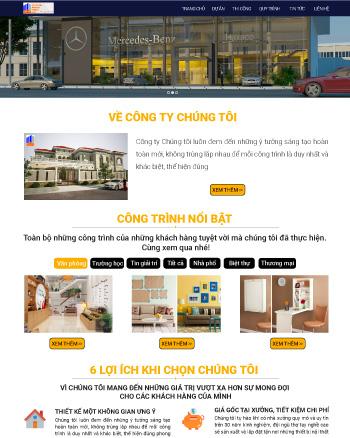 TRANG CHỦ DỰ ÁN THI CÔNG QUY TRÌNH TIN TỨC LIÊN HỆ
Mercedes-Benz
VỀ CÔNG TY CHÚNG TÔI
Công ty Chúng tôi luôn đem đến những ý tưởng sáng tạo hoàn
toàn mới, không trùng lặp nhau để mỗi công trình là duy nhất và
khác biệt, thể hiện đúng
XEM THÊM >>
CÔNG TRÌNH NỔI BẬT
Toàn bộ những công trình của những khách hàng tuyệt vời mà chúng tôi đã thực hiện.
Cùng xem qua nhé!
Văn phòng Trường học Tin giải trí Tất cả Nhà phố Biệt thự Thương mại
XEM THÊM >> XEM THÊM >> XEM THÊM >>
6 LỢI ÍCH KHI CHỌN CHÚNG TÔI
VÌ CHÚNG TÔI MANG ĐẾN NHỮNG GIÁ TRỊ VƯỢT XA HƠN SỰ MONG ĐỢI
CHO CÁC KHÁCH HÀNG CỦA MÌNH
THIẾT KẾ MỘT KHÔNG GIAN ƯNG Ý
Chúng tôi luôn đem đến những ý tưởng sáng tạo
hoàn toàn mới, không trùng lặp nhau để mỗi công
trình là duy nhất và khác biệt, thể hiện đúng phong
GIÁ GỐC TẠI XƯỞNG, TIẾT KIỆM CHI PHÍ
Chúng tôi tự hào khi có nhà xưởng quy mô và uy tín
trên 30 năm kinh nghiệm, đội ngũ thợ tay nghề cao
sẽ sản xuất và lắp đặt tận nơi những thiết bị nội thất